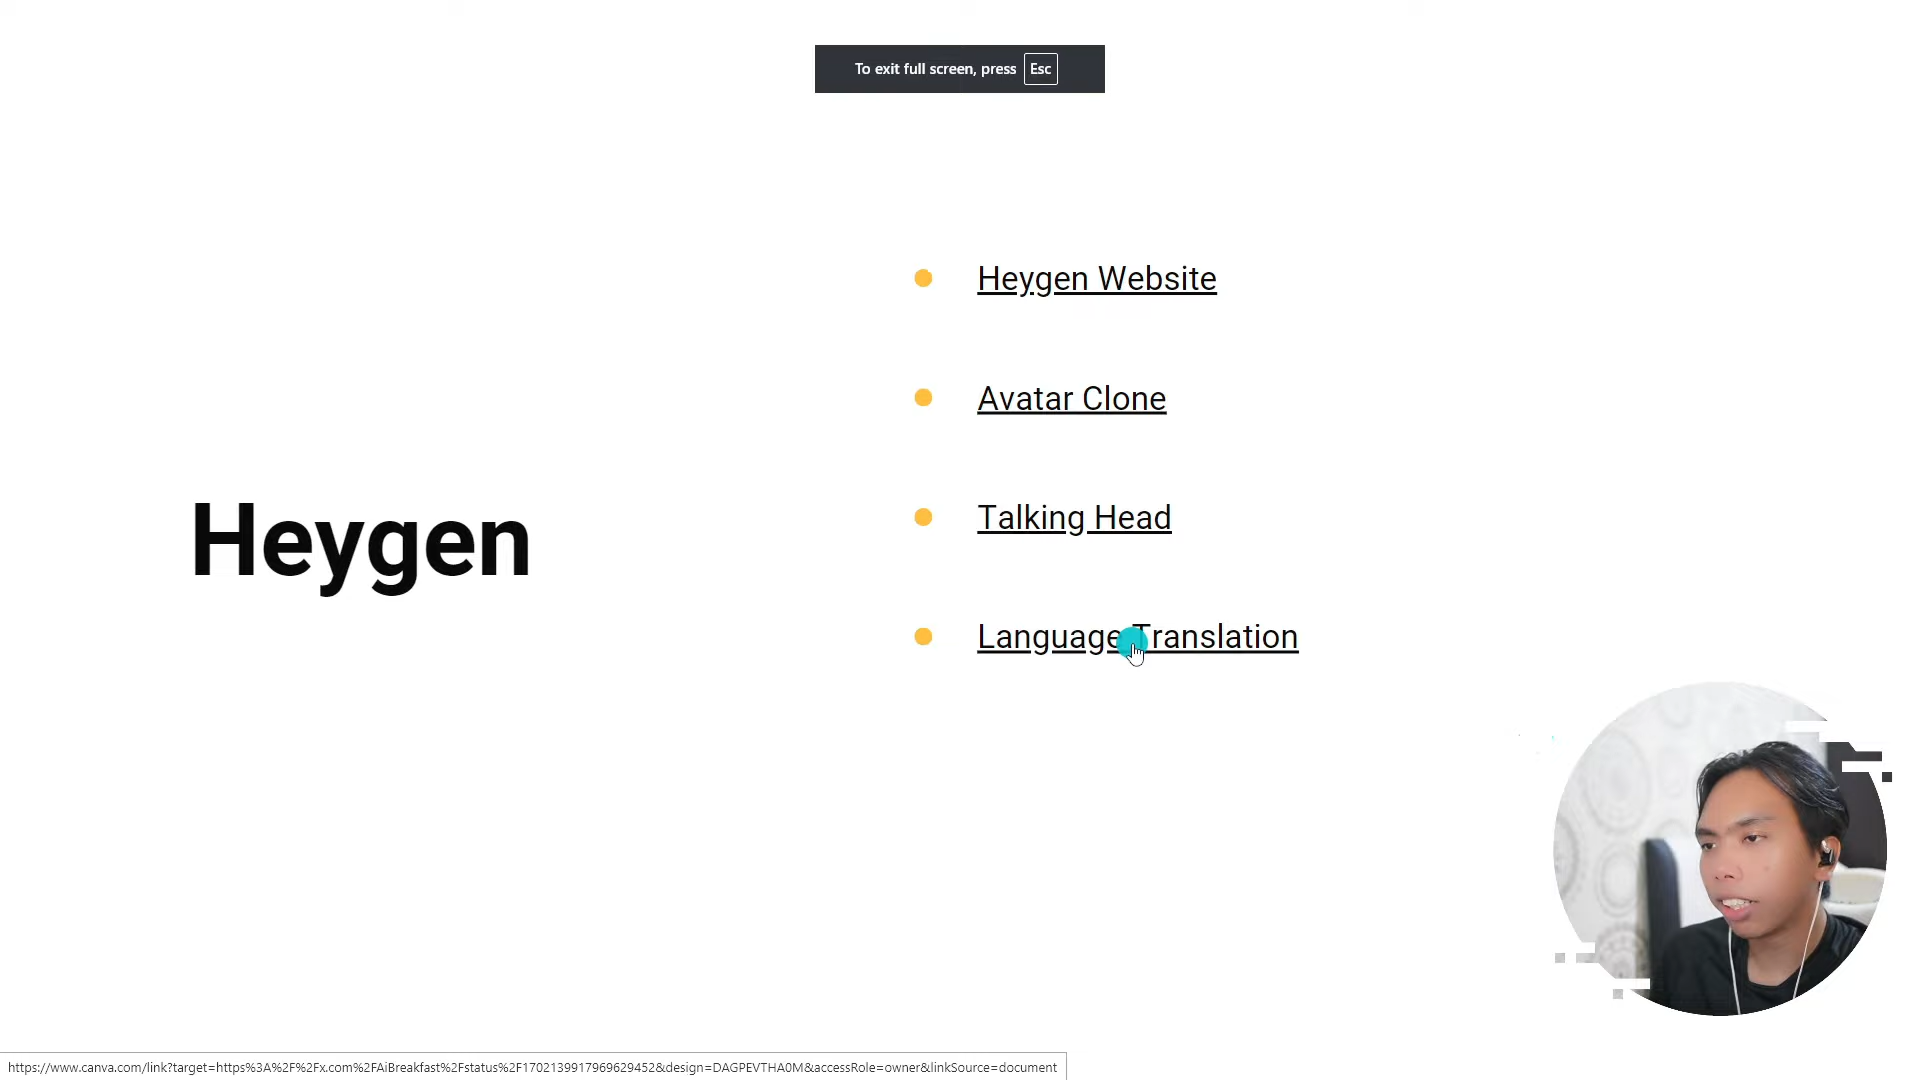 To exit full screen, press Esc
Heygen Website
Avatar Clone
Talking Head
Heygen
Language Translation
https://www.canva.com/link?target=https%3A%2F%2Fx.com%2FAiBreakfast%2Fstatus%2F1702139917969629452&design=DAGPEVTHA0M&accessRole=owner&linkSource=document